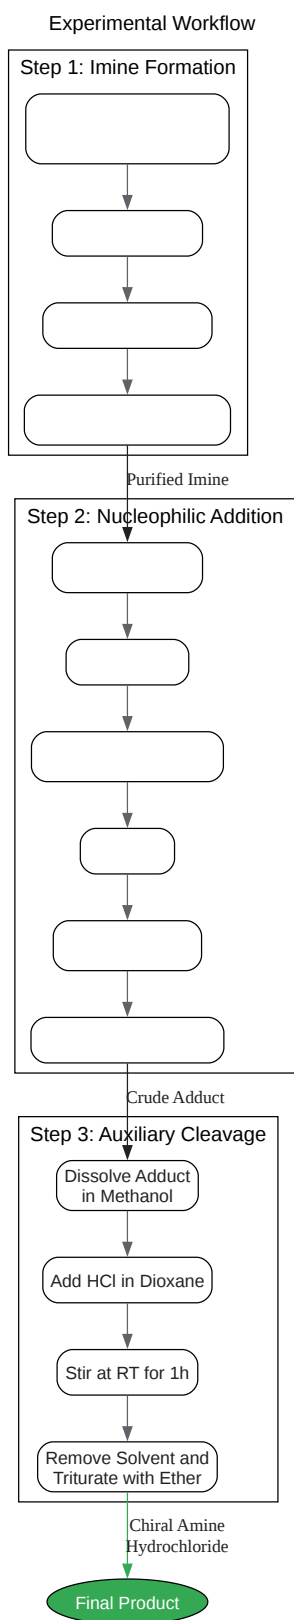 Experimental Workflow
Step 1: Imine Formation
Purified Imine
Step 2: Nucleophilic Addition
Crude Adduct
Step 3: Auxiliary Cleavage
Dissolve Adduct
in Methanol
Add HCl in Dioxane
Stir at RT for 1h
Remove Solvent and
Triturate with Ether
Chiral Amine
Hydrochloride
Final Product